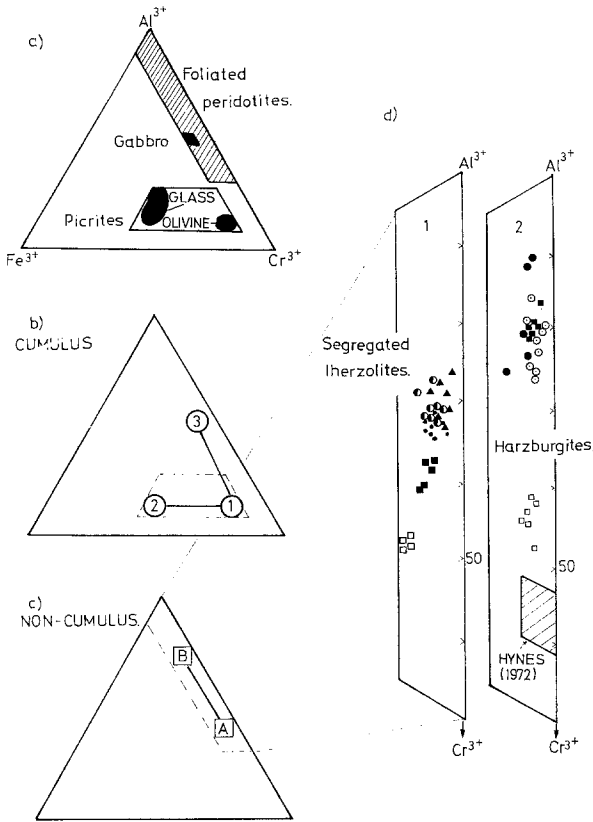 c)
Al3+
Foliated
peridotites.
Gabbro
GLASS
Picrites
OLIVINE
Fe3+
Cr3+
b)
CUMULUS
3
2
1
c)
NON-CUMULUS.
B
A
d)
Al3+
Al3+
1
2
Segregated
lherzolites.
Harzburgites.
50
50
HYNES
(1972)
Cr3+
Cr3+